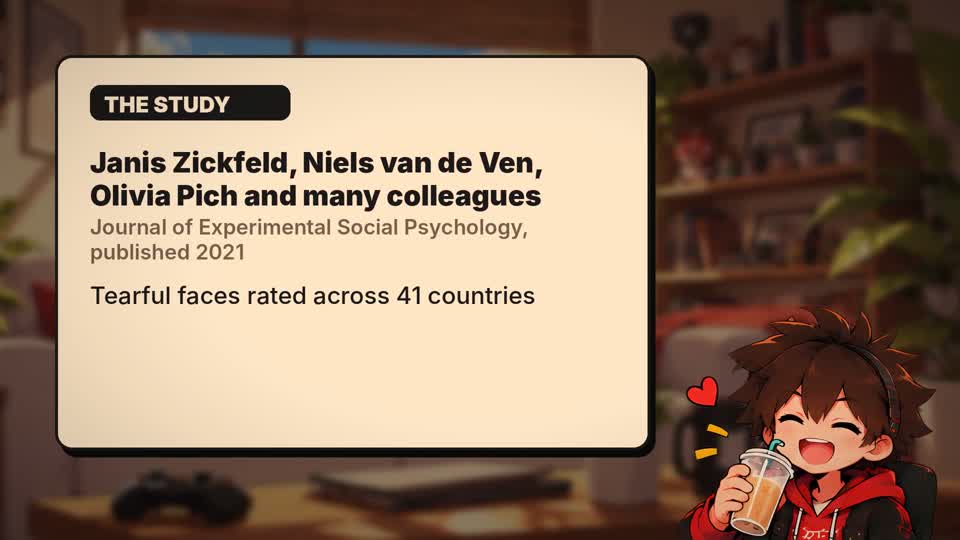 THE STUDY
Janis Zickfeld, Niels van de Ven,
Olivia Pich and many colleagues
Journal of Experimental Social Psychology,
published 2021
Tearful faces rated across 41 countries